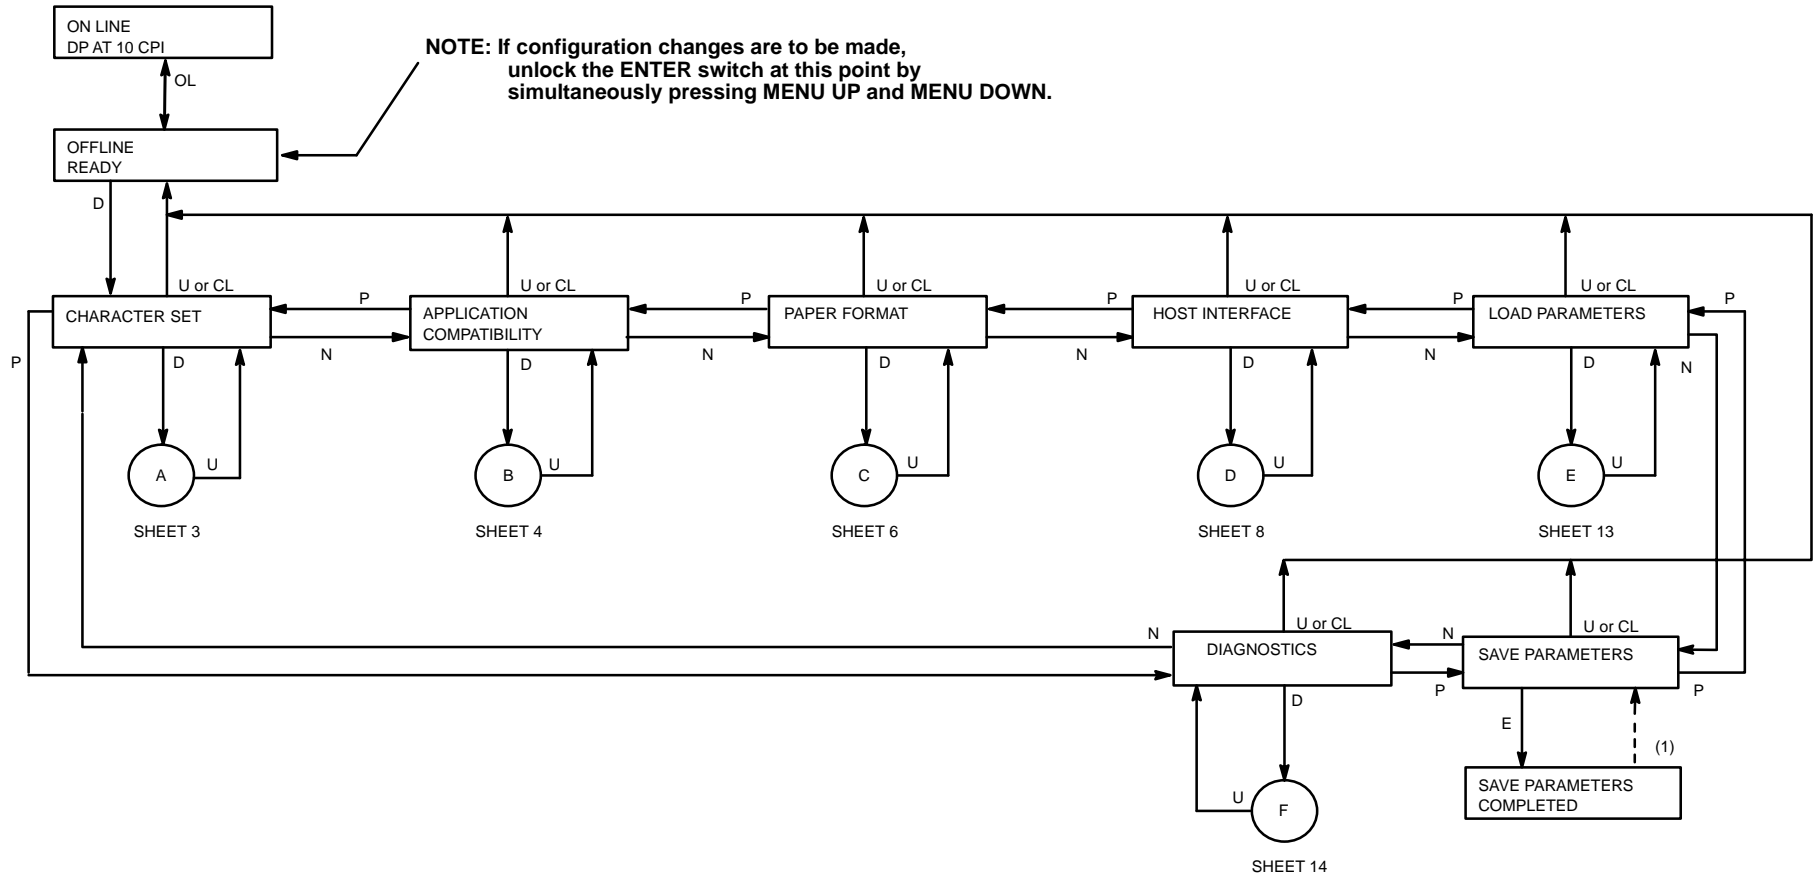 ON LINE
DP AT 10 CPI
NOTE: If configuration changes are to be made,
unlock the ENTER switch at this point by
simultaneously pressing MENU UP and MENU DOWN.
OL
OFFLINE
READY
D
U or CL
U or CL
U or CL
U or CL
U or CL
CHARACTER SET
P
N
APPLICATION
COMPATIBILITY
P
N
PAPER FORMAT
P
N
HOST INTERFACE
P
N
LOAD PARAMETERS
P
N
P
D
D
D
D
D
A
U
B
U
C
U
D
U
E
U
SHEET 3
SHEET 4
SHEET 6
SHEET 8
SHEET 13
N
U or CL
DIAGNOSTICS
N
P
U or CL
SAVE PARAMETERS
P
D
E
(1)
U
F
SAVE PARAMETERS
COMPLETED
SHEET 14